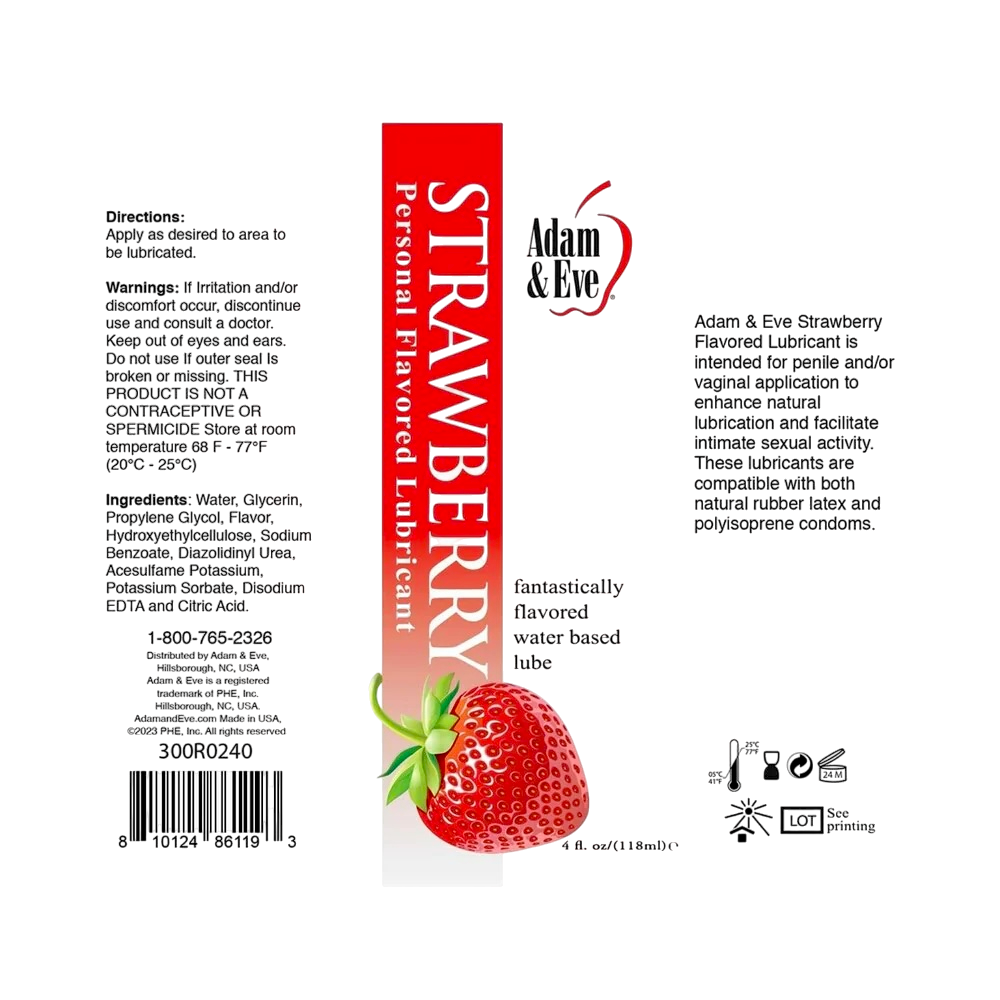 Directions:
Apply as desired to area to
be lubricated.
Warnings: If Irritation and/or
discomfort occur, discontinue
use and consult a doctor.
Keep out of eyes and ears.
Do not use If outer seal Is
broken or missing. THIS
PRODUCT IS NOT A
CONTRACEPTIVE OR
SPERMICIDE Store at room
temperature 68 F - 77°F
(20°C - 25°C)
Ingredients: Water, Glycerin,
Propylene Glycol, Flavor,
Hydroxyethylcellulose, Sodium
Benzoate, Diazolidinyl Urea,
Acesulfame Potassium,
Potassium Sorbate, Disodium
EDTA and Citric Acid.
1-800-765-2326
Distributed by Adam & Eve,
Hillsborough, NC, USA
Adam & Eve is a registered
trademark of PHE, Inc.
Hillsborough, NC, USA.
AdamandEve.com Made in USA,
©2023 PHE, Inc. All rights reserved
300R0240
8 10124 86119 3
STRAWBERRY
Personal Flavored Lubricant
Adam
& Eve®
fantastically
flavored
water based
lube
4 fl. oz/(118ml)℮
Adam & Eve Strawberry
Flavored Lubricant is
intended for penile and/or
vaginal application to
enhance natural
lubrication and facilitate
intimate sexual activity.
These lubricants are
compatible with both
natural rubber latex and
polyisoprene condoms.
25°C
77°F
05°C
41°F
24 M
LOT
See
printing